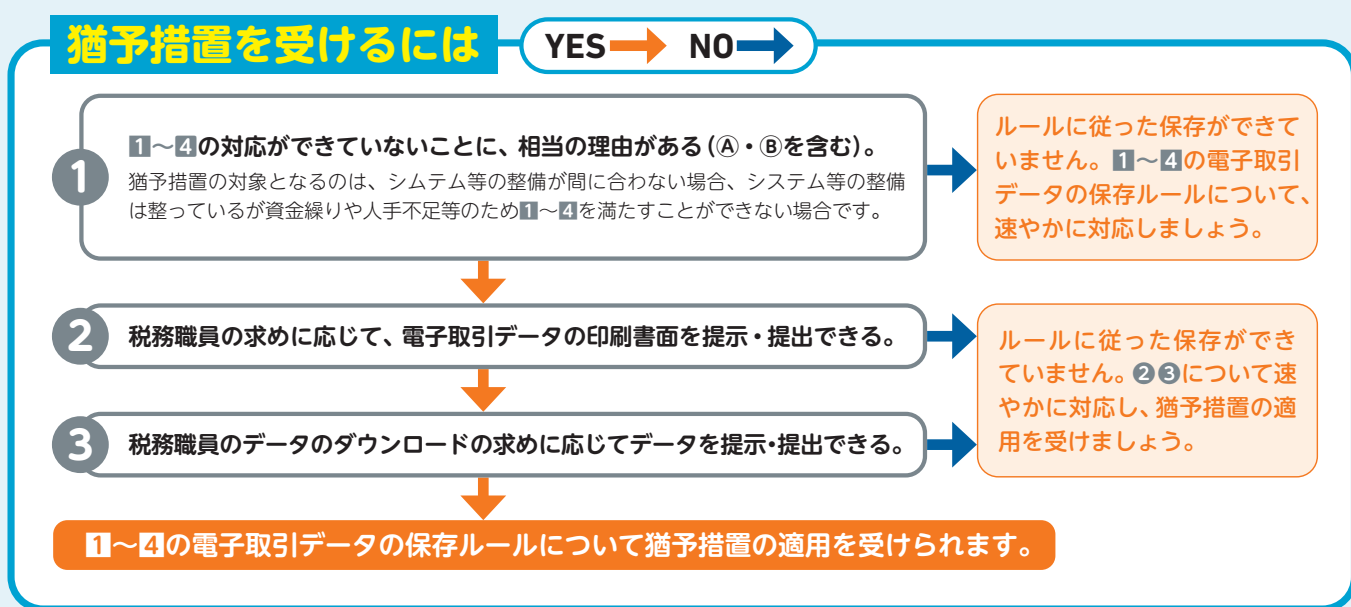 猶予措置を受けるには
YES NO
1
1～4の対応ができていないことに、相当の理由がある（Ⓐ・Ⓑを含む）。
猶予措置の対象となるのは、シムテム等の整備が間に合わない場合、システム等の整備
は整っているが資金繰りや人手不足等のため1～4を満たすことができない場合です。
ルールに従った保存ができて
いません。1～4の電子取引
データの保存ルールについて、
速やかに対応しましょう。
2
税務職員の求めに応じて、電子取引データの印刷書面を提示・提出できる。
ルールに従った保存ができ
ていません。❷❸について速
やかに対応し、猶予措置の適
用を受けましょう。
3
税務職員のデータのダウンロードの求めに応じてデータを提示・提出できる。
1～4の電子取引データの保存ルールについて猶予措置の適用を受けられます。